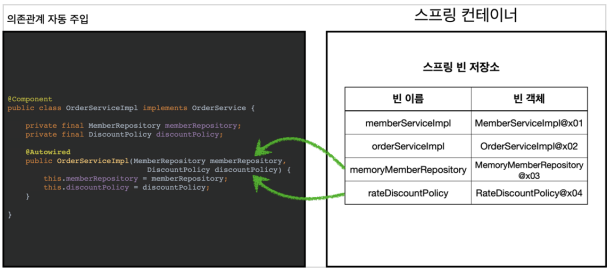 의존관계 자동 주입
@Component
public class OrderServiceImpl implements OrderService {
private final MemberRepository memberRepository;
private final DiscountPolicy discountPolicy;
@Autowired
public OrderServiceImpl(MemberRepository memberRepository,
DiscountPolicy discountPolicy) {
this.memberRepository = memberRepository;
this.discountPolicy = discountPolicy;
}
}
스프링 컨테이너
스프링 빈 저장소
빈 이름 빈 객체
memberServiceImpl MemberServiceImpl@x01
orderServiceImpl OrderServiceImpl@x02
memoryMemberRepository MemoryMemberRepository
@x03
rateDiscountPolicy RateDiscountPolicy@x04